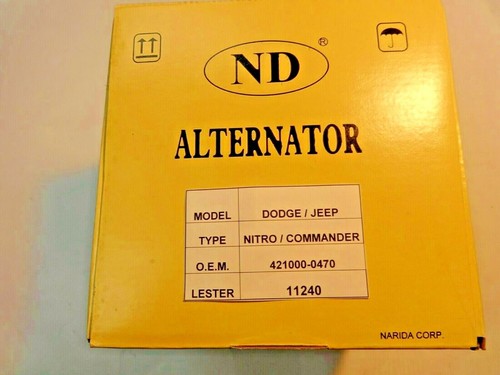 ND ®
ALTERNATOR
MODEL DODGE / JEEP
TYPE NITRO / COMMANDER
O.E.M. 421000-0470
LESTER 11240
NARIDA CORP.